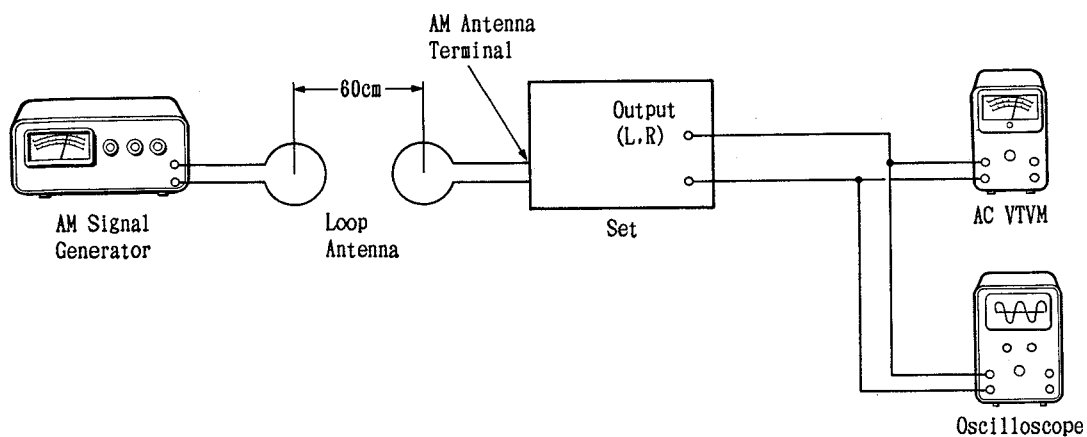 AM Antenna
Terminal
60cm
Output
(L.R)
AM Signal
Generator
Loop
Antenna
Set
AC VTVM
Oscilloscope